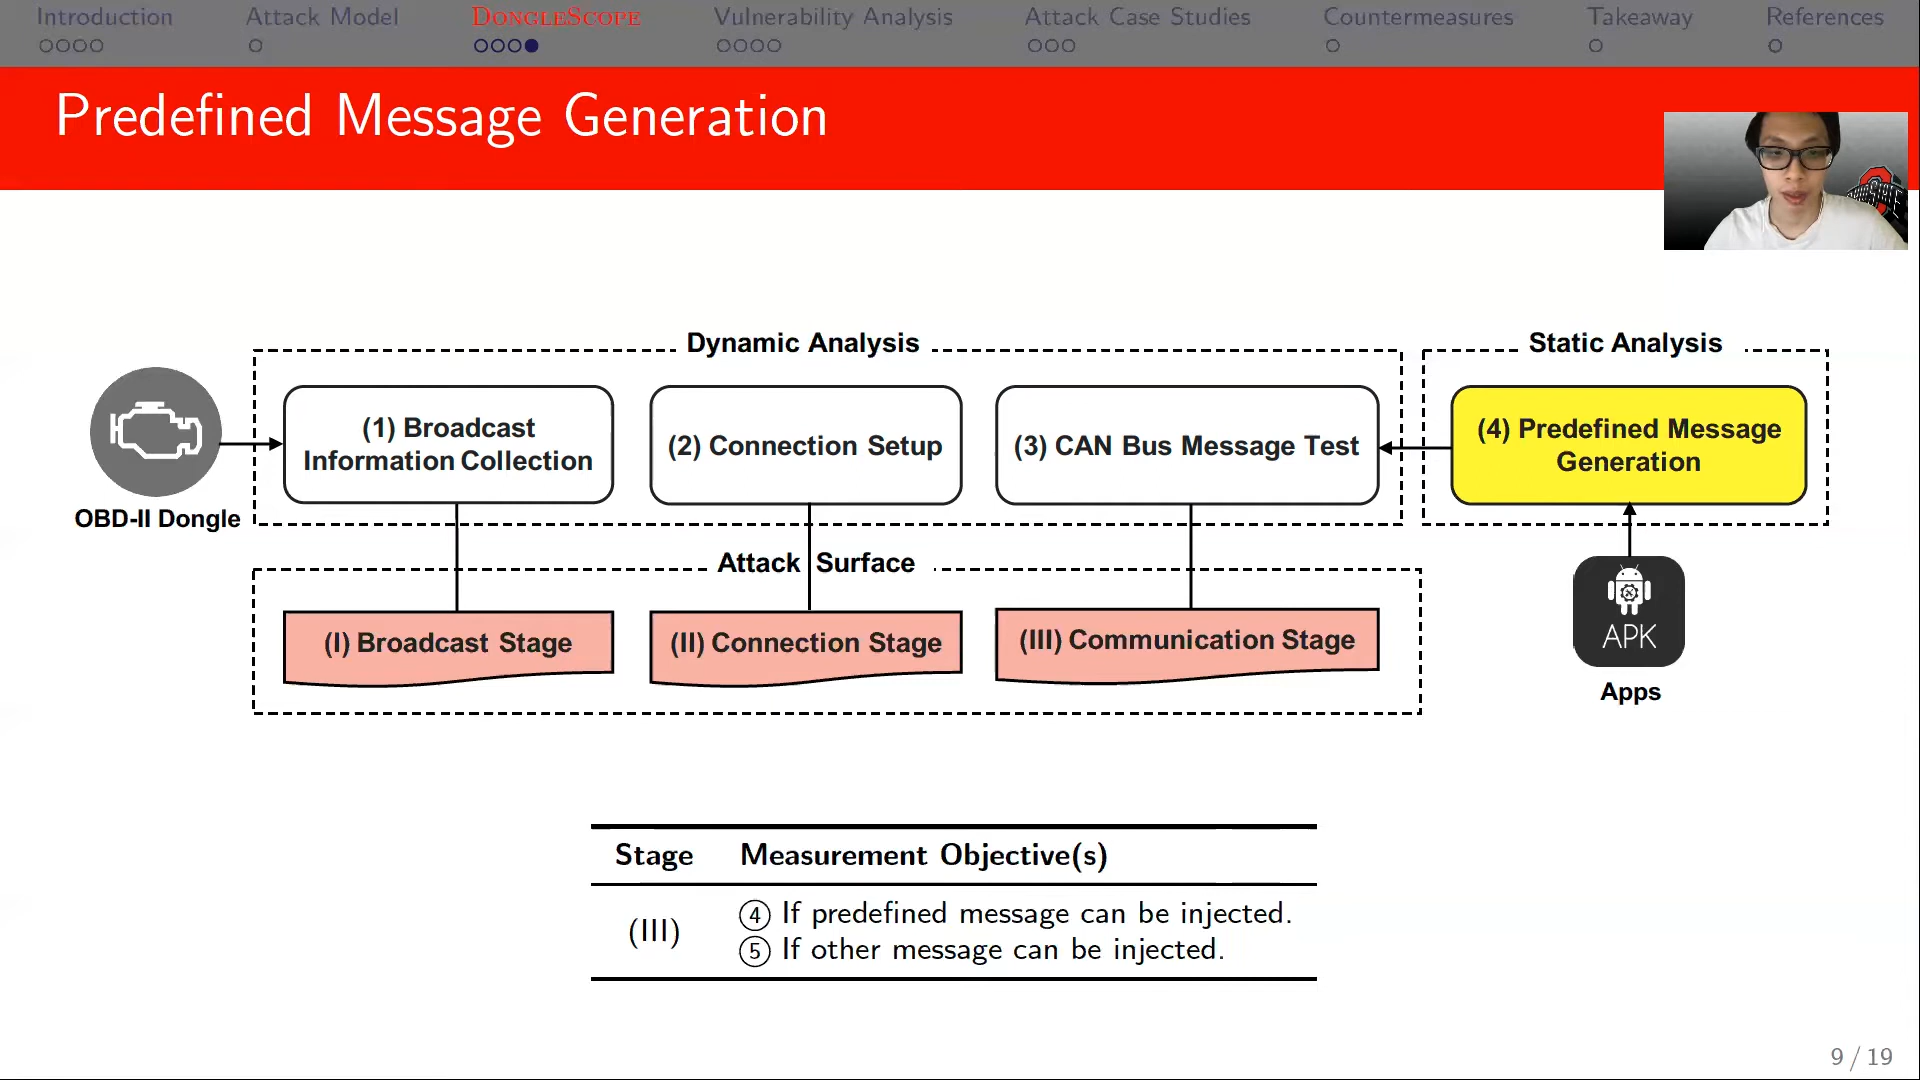 Introduction Attack Model DongleScope Vulnerability Analysis Attack Case Studies Countermeasures Takeaway References
Predefined Message Generation
Dynamic Analysis
Static Analysis
(1) Broadcast
Information Collection
(2) Connection Setup
(3) CAN Bus Message Test
(4) Predefined Message
Generation
OBD-II Dongle
Attack Surface
(I) Broadcast Stage
(II) Connection Stage
(III) Communication Stage
APK
Apps
Stage Measurement Objective(s)
(III)
④ If predefined message can be injected.
⑤ If other message can be injected.
9 / 19